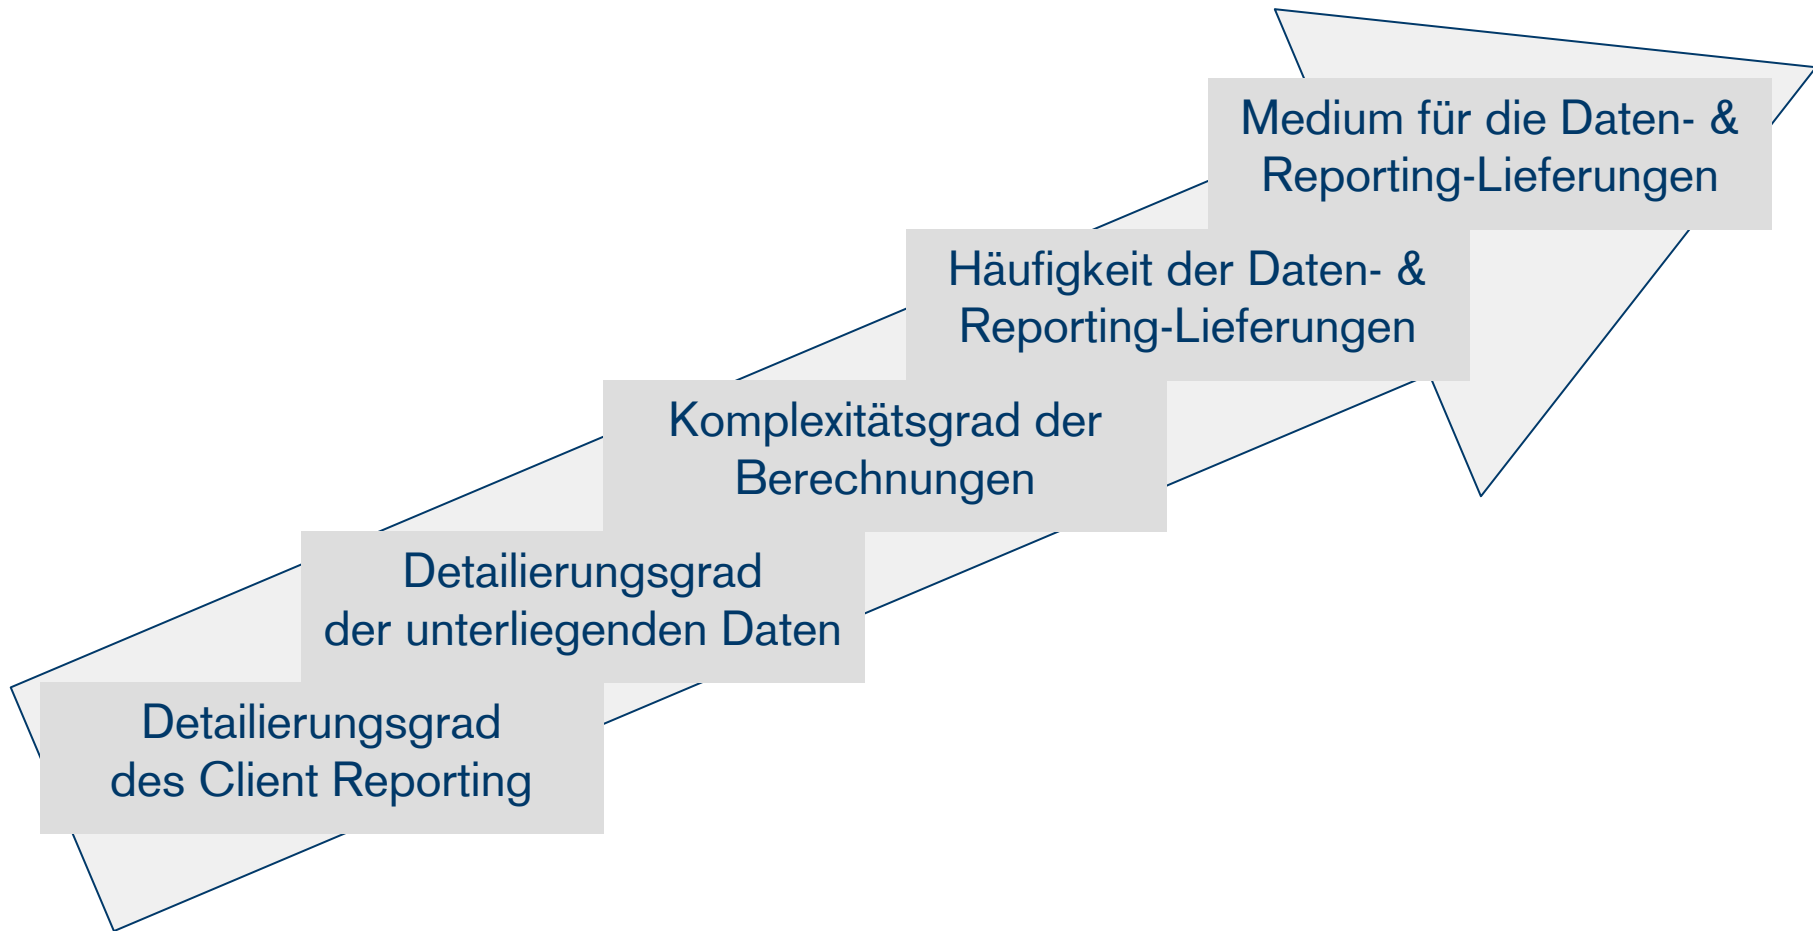 Medium für die Daten- &
Reporting-Lieferungen
Häufigkeit der Daten- &
Reporting-Lieferungen
Komplexitätsgrad der
Berechnungen
Detailierungsgrad
der unterliegenden Daten
Detailierungsgrad
des Client Reporting